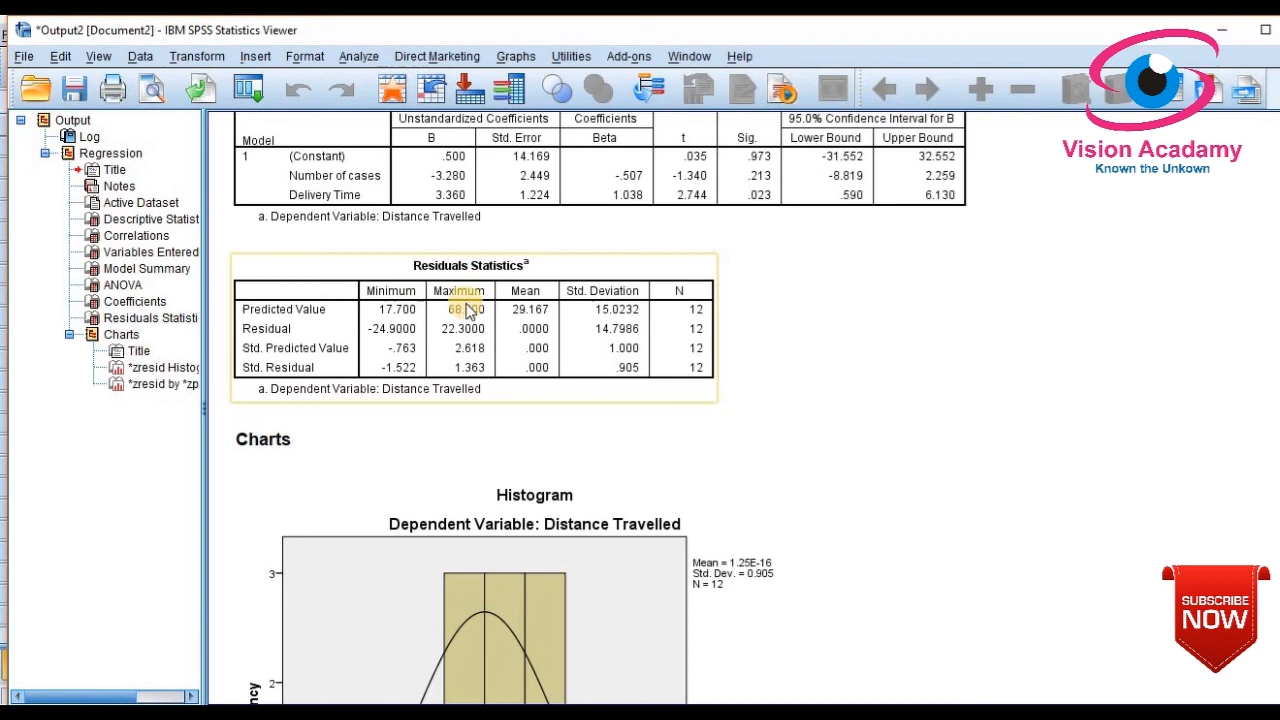 *Output2 [Document2] - IBM SPSS Statistics Viewer
File Edit View Data Transform Insert Format Analyze Direct Marketing Graphs Utilities Add-ons Window Help
Vision Acadamy
Known the Unkown
Output
Log
Regression
Title
Notes
Active Dataset
Descriptive Statist
Correlations
Variables Entered
Model Summary
ANOVA
Coefficients
Residuals Statisti
Charts
Title
*zresid Histog
*zresid by *zp
Unstandardized Coefficients Coefficients 95.0% Confidence Interval for B
Model B Std. Error Beta t Sig. Lower Bound Upper Bound
1 (Constant) .500 14.169 .035 .973 -31.552 32.552
Number of cases -3.280 2.449 -.507 -1.340 .213 -8.819 2.259
Delivery Time 3.360 1.224 1.038 2.744 .023 .590 6.130
a. Dependent Variable: Distance Travelled
Residuals Statisticsa
Minimum Maximum Mean Std. Deviation N
Predicted Value 17.700 29.167 15.0232 12
Residual -24.9000 22.3000 .0000 14.7986 12
Std. Predicted Value -.763 2.618 .000 1.000 12
Std. Residual -1.522 1.363 .000 .905 12
a. Dependent Variable: Distance Travelled
Charts
Histogram
Dependent Variable: Distance Travelled
Mean = 1.25E-16
Std. Dev. = 0.905
N = 12
3
2
SUBSCRIBE
NOW